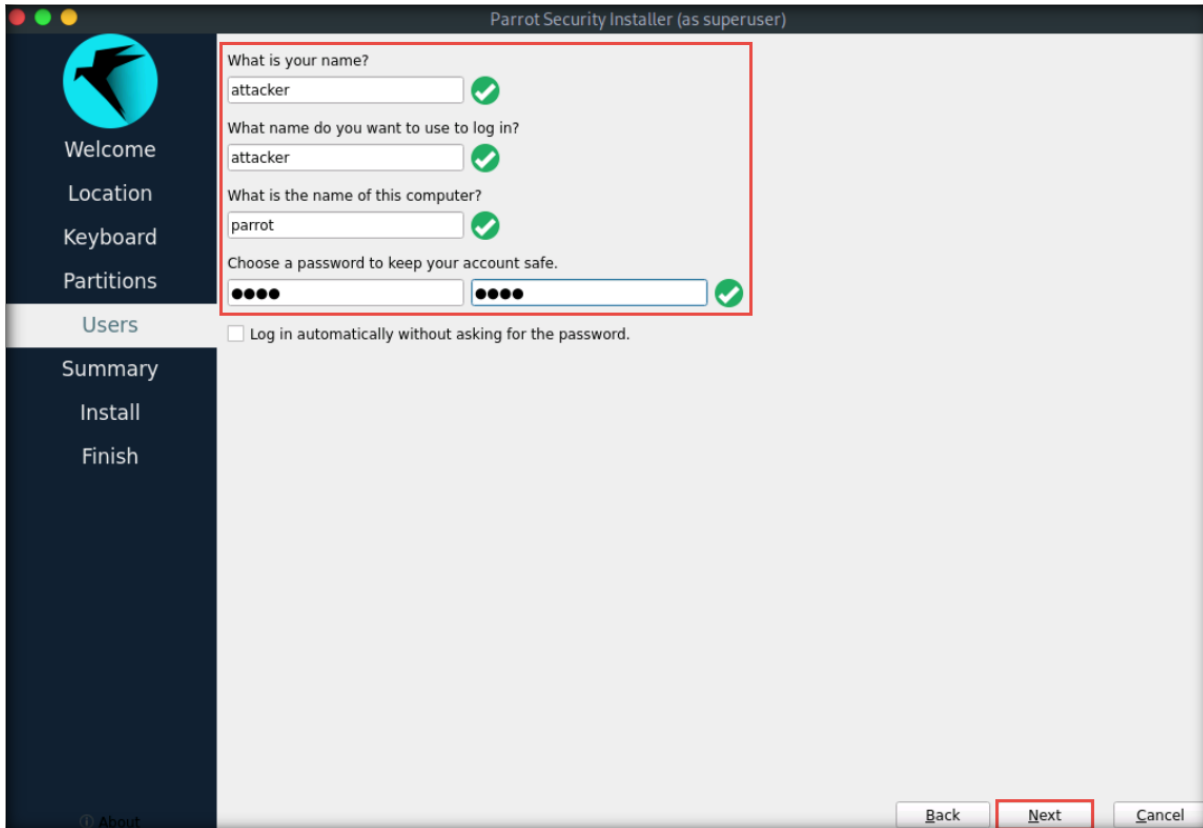 Parrot Security Installer (as superuser)
Welcome
Location
Keyboard
Partitions
Users
Summary
Install
Finish
About
What is your name?
attacker
What name do you want to use to log in?
attacker
What is the name of this computer?
parrot
Choose a password to keep your account safe.
●●●● ●●●●
Log in automatically without asking for the password.
Back Next Cancel